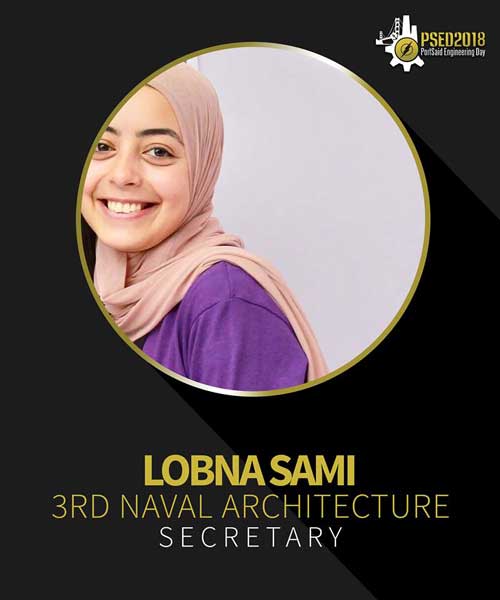 PSED2018
PortSaid Engineering Day
LOBNA SAMI
3RD NAVAL ARCHITECTURE
SECRETARY